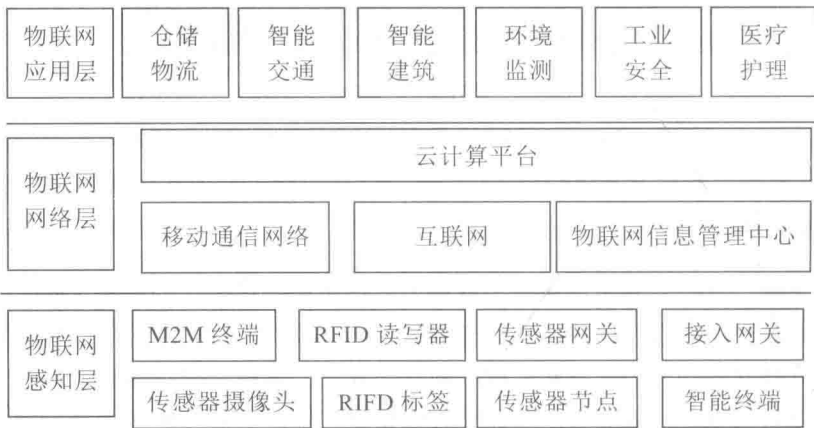 物联网
应用层
仓储
物流
智能
交通
智能
建筑
环境
监测
工业
安全
医疗
护理
物联网
网络层
云计算平台
移动通信网络
互联网
物联网信息管理中心
物联网
感知层
M2M 终端
RFID 读写器
传感器网关
接入网关
传感器摄像头
RIFD 标签
传感器节点
智能终端